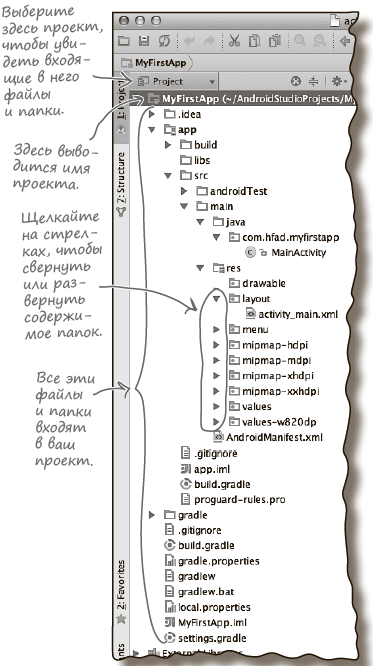 Выберите
здесь проект,
чтобы уви-
деть входя-
щие в него
файлы
и папки.
Здесь выво-
дится имя
проекта.
Щелкайте
на стрел-
ках, чтобы
свернуть
или раз-
вернуть
содержи-
мое папок.
Все эти
файлы
и папки
входят
в ваш
проект.
MyFirstApp
Project
1: Project
7: Structure
2: Favorites
MyFirstApp (~/AndroidStudioProjects/M
.idea
app
build
libs
src
androidTest
main
java
com.hfad.myfirstapp
MainActivity
res
drawable
layout
activity_main.xml
menu
mipmap-hdpi
mipmap-mdpi
mipmap-xhdpi
mipmap-xxhdpi
values
values-w820dp
AndroidManifest.xml
.gitignore
app.iml
build.gradle
proguard-rules.pro
gradle
.gitignore
build.gradle
gradle.properties
gradlew
gradlew.bat
local.properties
MyFirstApp.iml
settings.gradle